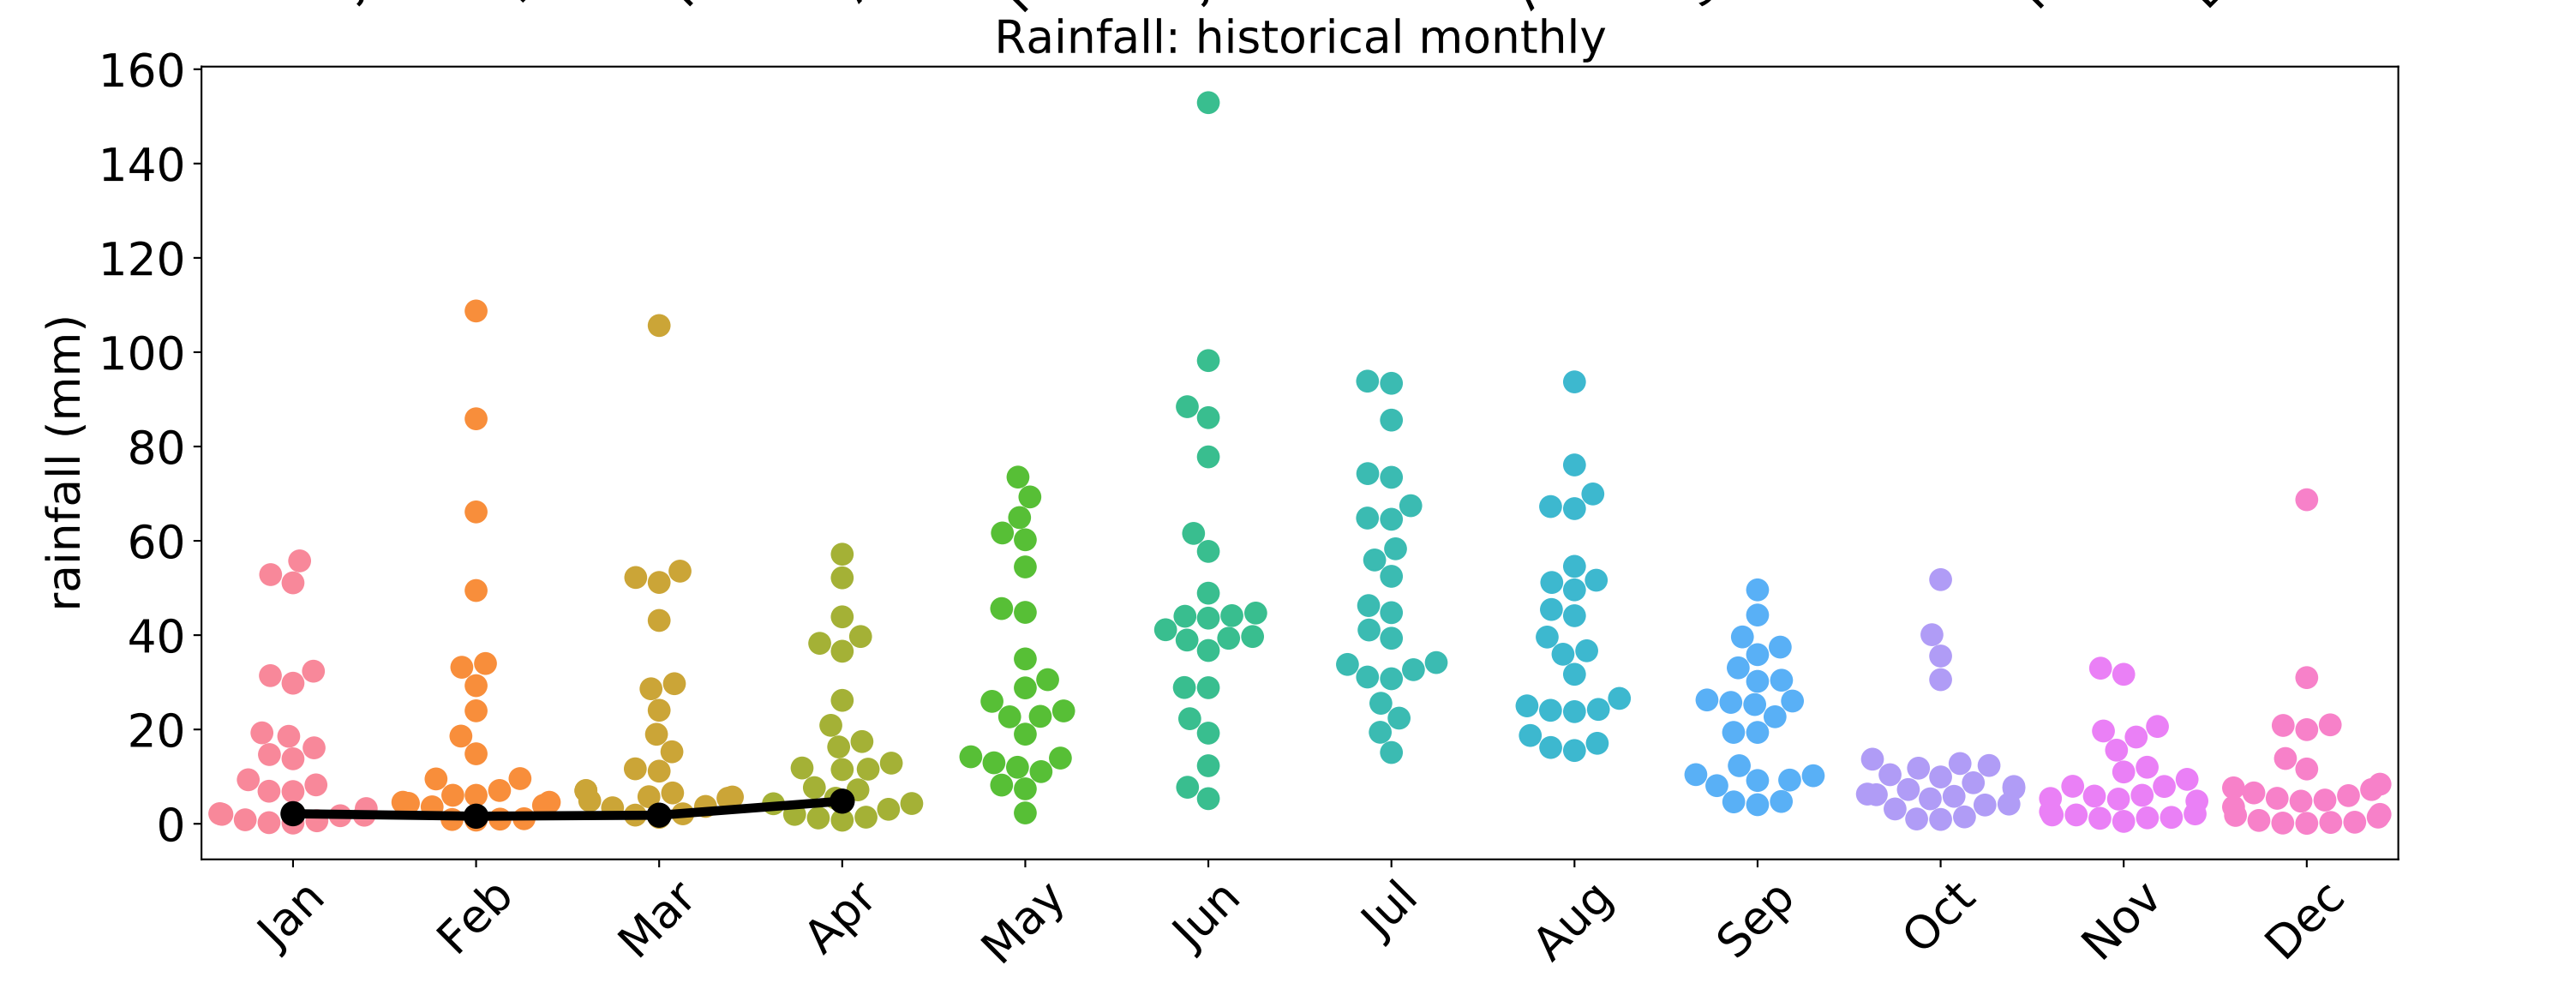 Rainfall: historical monthly
160
140
120
100
80
60
40
20
0
rainfall (mm)
Jan
Feb
Mar
Apr
May
Jun
Jul
Aug
Sep
Oct
Nov
Dec